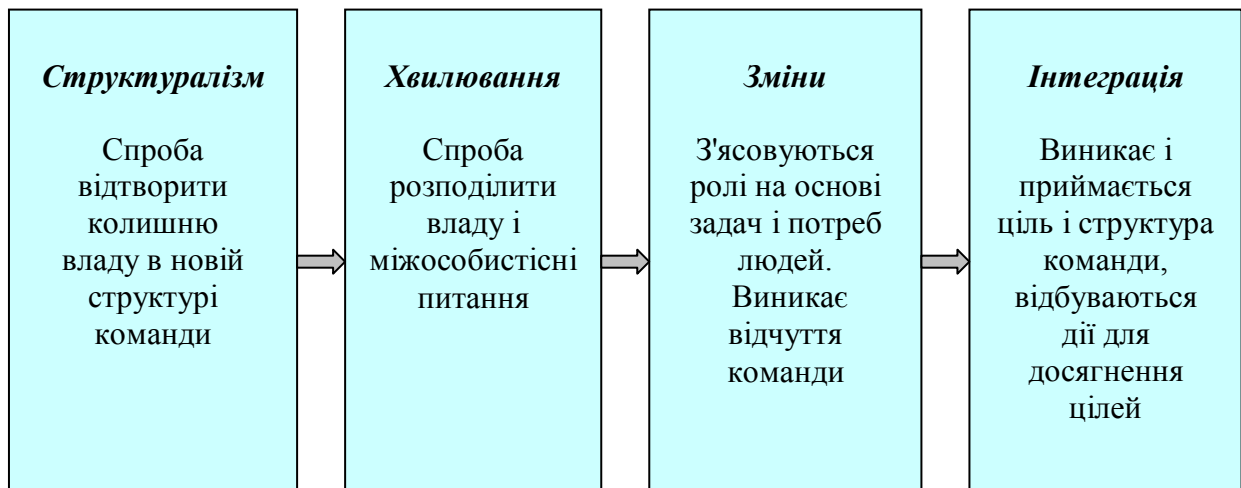 Структуралізм
Спроба
відтворити
колишню
владу в новій
структурі
команди
Хвилювання
Спроба
розподілити
владу і
міжособистісні
питання
Зміни
З'ясовуються
ролі на основі
задач і потреб
людей.
Виникає
відчуття
команди
Інтеграція
Виникає і
приймається
ціль і структура
команди,
відбуваються
дії для
досягнення
цілей